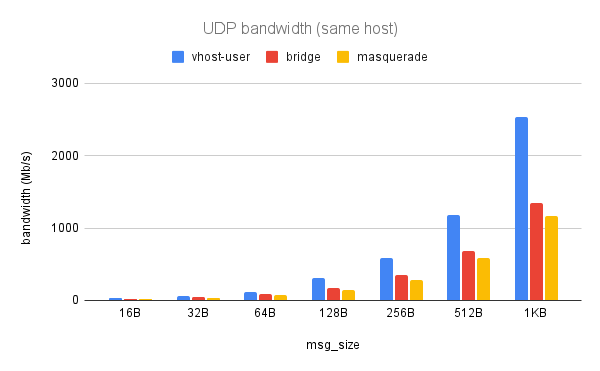 UDP bandwidth (same host)
vhost-user bridge masquerade
3000
2000
1000
0
bandwidth (Mb/s)
16B 32B 64B 128B 256B 512B 1KB
msg_size